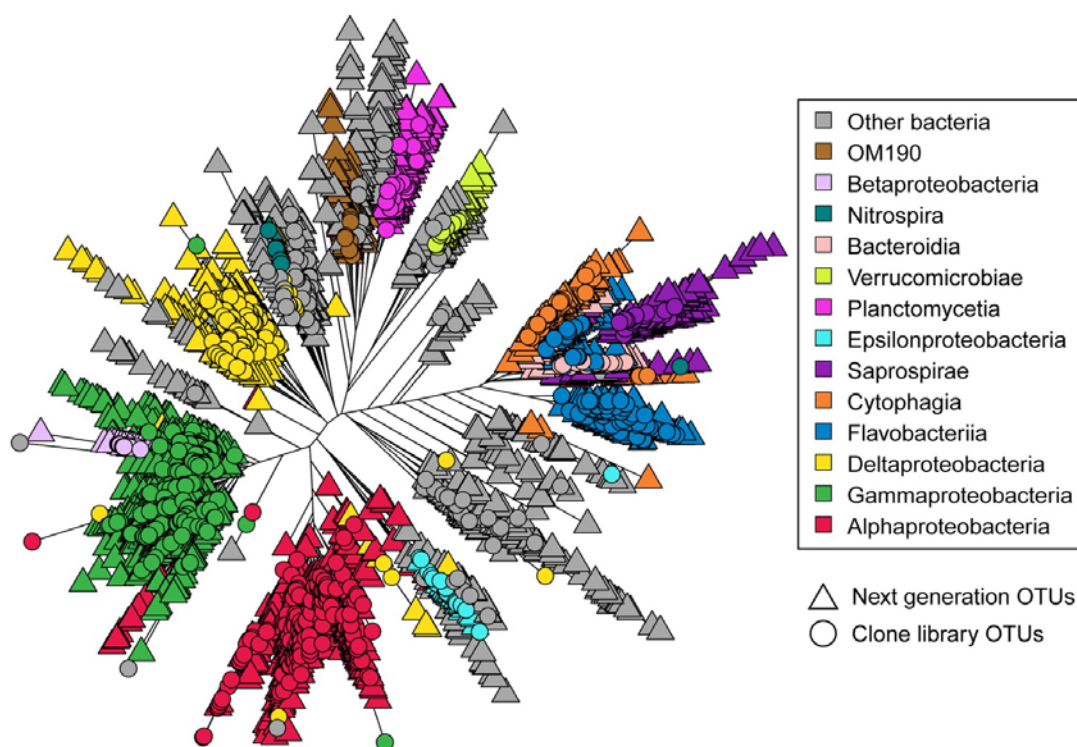 Other bacteria
OM190
Betaproteobacteria
Nitrospira
Bacteroidia
Verrucomicrobiae
Planctomycetia
Epsilonproteobacteria
Saprospirae
Cytophagia
Flavobacteriia
Deltaproteobacteria
Gammaproteobacteria
Alphaproteobacteria
Next generation OTUs
Clone library OTUs